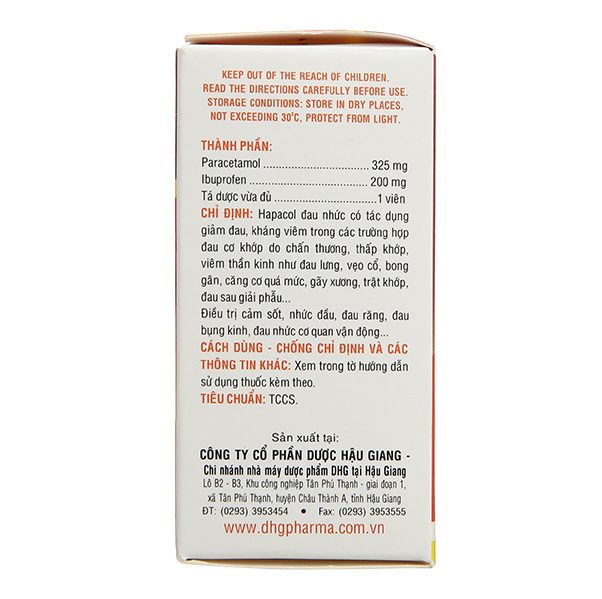 KEEP OUT OF THE REACH OF CHILDREN.
READ THE DIRECTIONS CAREFULLY BEFORE USE.
STORAGE CONDITIONS: STORE IN DRY PLACES,
NOT EXCEEDING 30°C, PROTECT FROM LIGHT.
THÀNH PHẦN:
Paracetamol ................................ 325 mg
Ibuprofen .................................... 200 mg
Tá dược vừa đủ ............................. 1 viên
CHỈ ĐỊNH: Hapacol đau nhức có tác dụng
giảm đau, kháng viêm trong các trường hợp
đau cơ khớp do chấn thương, thấp khớp,
viêm thần kinh như đau lưng, vẹo cổ, bong
gân, căng cơ quá mức, gãy xương, trật khớp,
đau sau giải phẫu...
Điều trị cảm sốt, nhức đầu, đau răng, đau
bụng kinh, đau nhức cơ quan vận động...
CÁCH DÙNG - CHỐNG CHỈ ĐỊNH VÀ CÁC
THÔNG TIN KHÁC: Xem trong tờ hướng dẫn
sử dụng thuốc kèm theo.
TIÊU CHUẨN: TCCS.
Sản xuất tại:
CÔNG TY CỔ PHẦN DƯỢC HẬU GIANG -
Chi nhánh nhà máy dược phẩm DHG tại Hậu Giang
Lô B2 - B3, Khu công nghiệp Tân Phú Thạnh - giai đoạn 1,
xã Tân Phú Thạnh, huyện Châu Thành A, tỉnh Hậu Giang
ĐT: (0293) 3953454 • Fax: (0293) 3953555
www.dhgpharma.com.vn